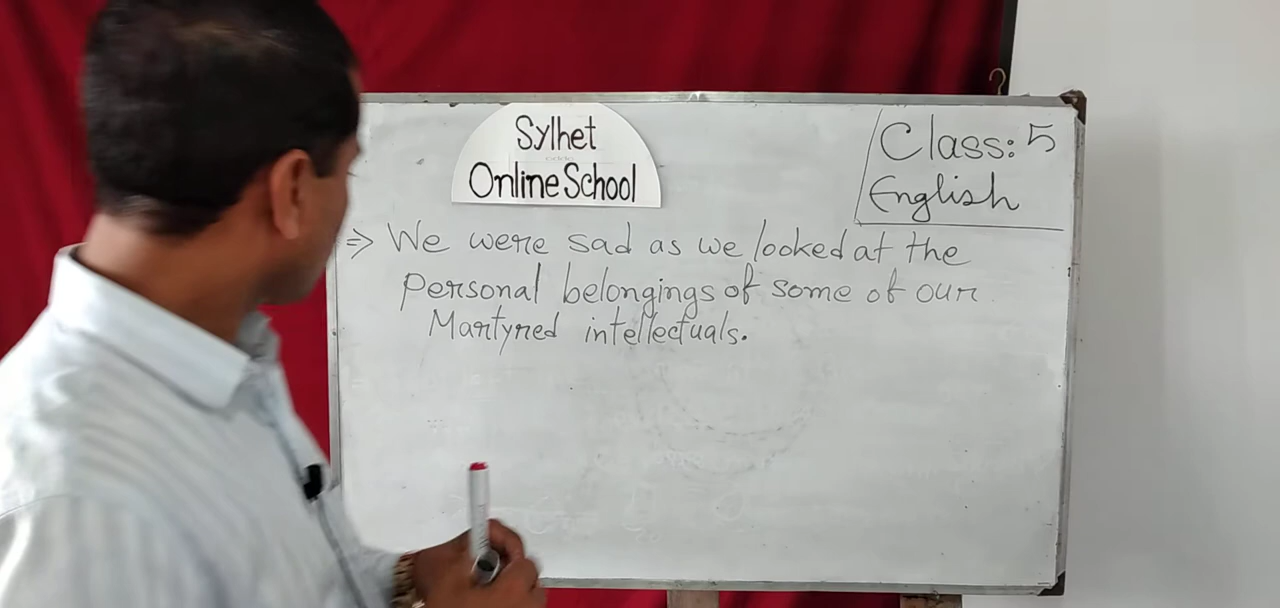 Sylhet
Online School
Class: 5
English
⇒ We were sad as we looked at the
personal belongings of some of our
Martyred intellectuals.